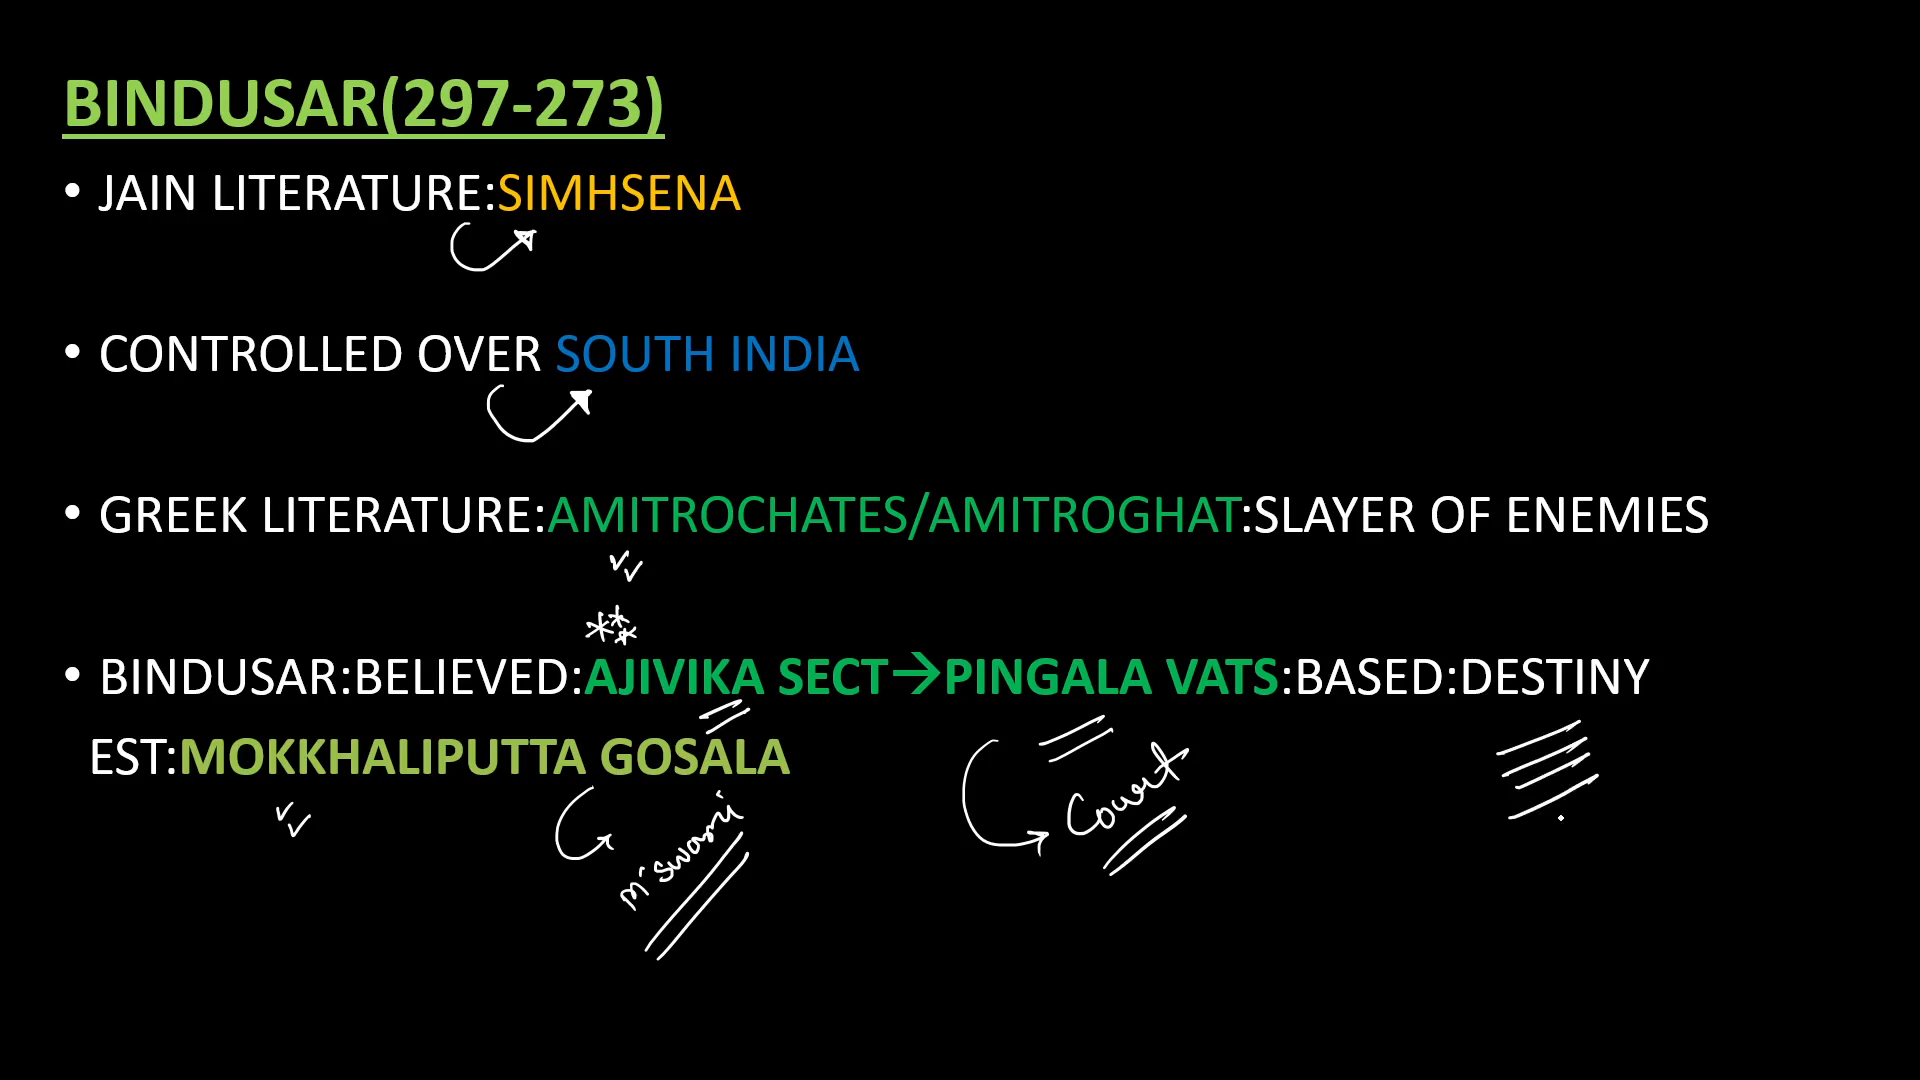 BINDUSAR(297-273)
• JAIN LITERATURE:SIMHSENA
• CONTROLLED OVER SOUTH INDIA
• GREEK LITERATURE:AMITROCHATES/AMITROGHAT:SLAYER OF ENEMIES
• BINDUSAR:BELIEVED:AJIVIKA SECT→PINGALA VATS:BASED:DESTINY
EST:MOKKHALIPUTTA GOSALA
m'swami
Court